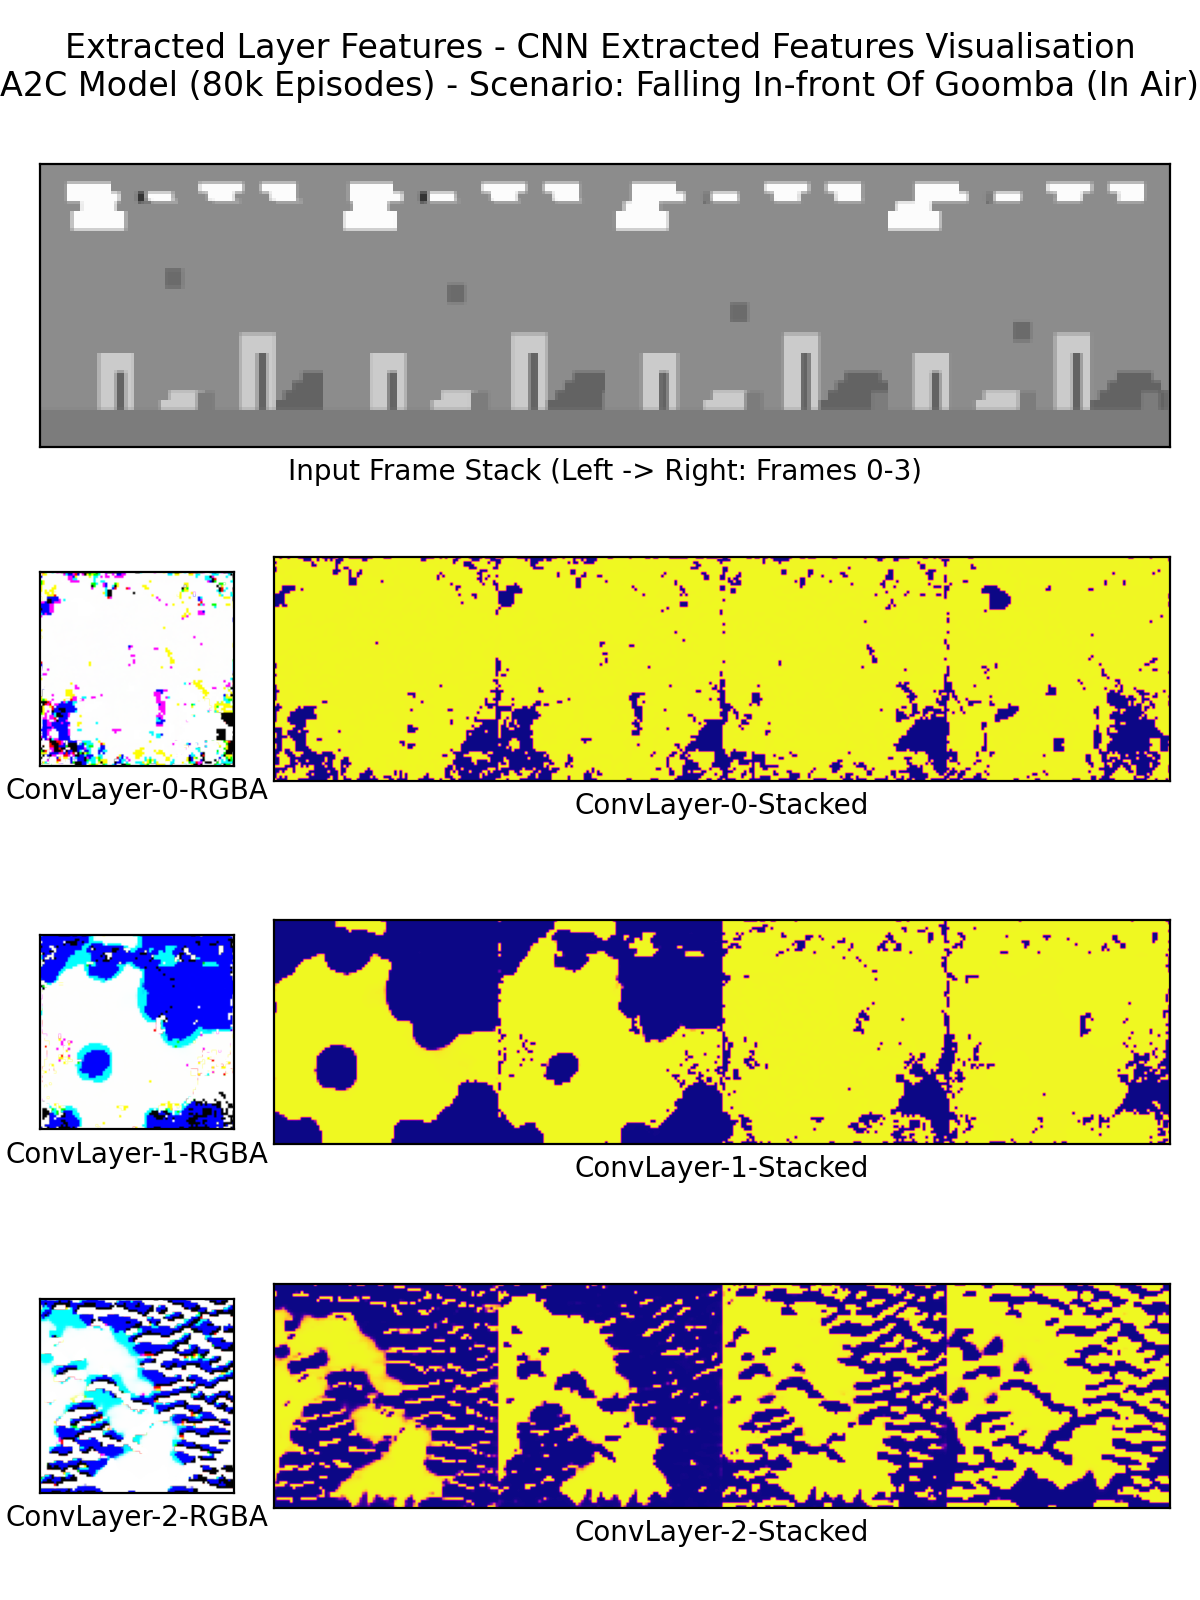 Extracted Layer Features - CNN Extracted Features Visualisation
A2C Model (80k Episodes) - Scenario: Falling In-front Of Goomba (In Air)
Input Frame Stack (Left -> Right: Frames 0-3)
ConvLayer-0-RGBA
ConvLayer-0-Stacked
ConvLayer-1-RGBA
ConvLayer-1-Stacked
ConvLayer-2-RGBA
ConvLayer-2-Stacked